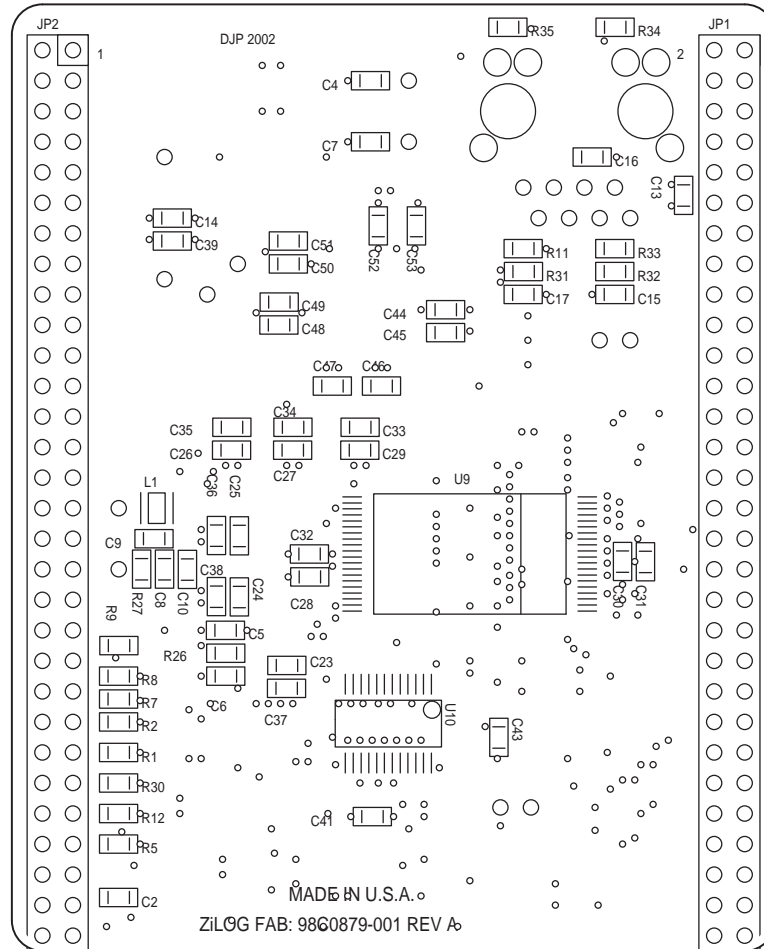 JP2
DJP 2002
R35
R34
JP1
1
2
C4
C7
C16
C13
C14
C39
C51
C50
C52
C53
R11
R33
R31
R32
C17
C15
C49
C48
C44
C45
C67
C66
C35
C34
C33
C26
C27
C29
C36
C25
L1
U9
C9
C32
C38
C24
C28
R27
C8
C10
C30
C31
R9
C5
R26
C23
R8
R7
C6
C37
R2
U10
C43
R1
R30
R12
C41
R5
C2
MADE IN U.S.A.
ZiLOG FAB: 98C0879-001 REV A